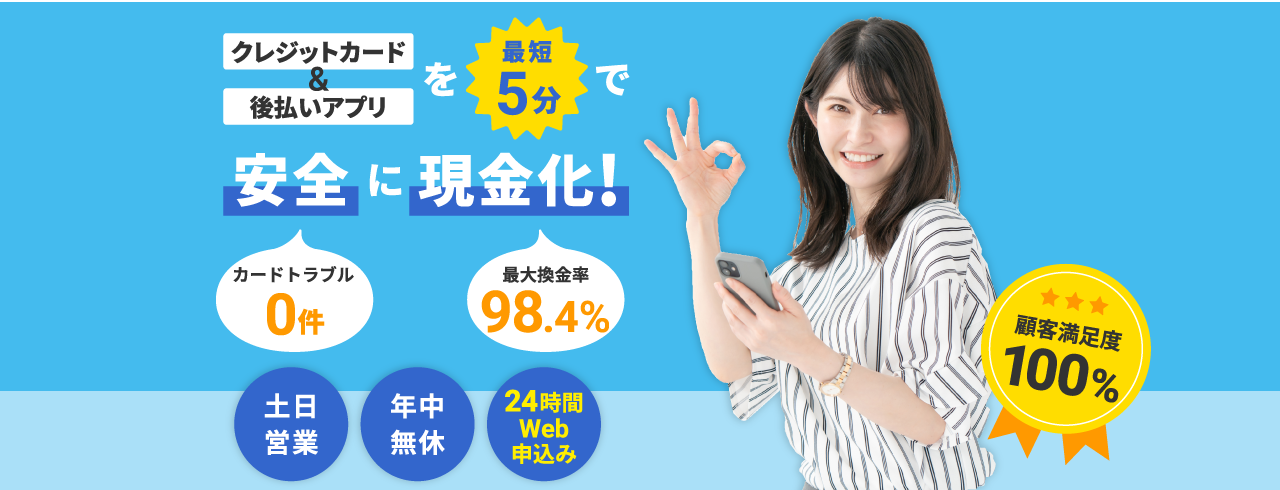 クレジットカード
&
後払いアプリ
を
最短
5分
で
安全に現金化!
カードトラブル
0件
最大換金率
98.4%
土日
営業
年中
無休
24時間
Web
申込み
顧客満足度
100%